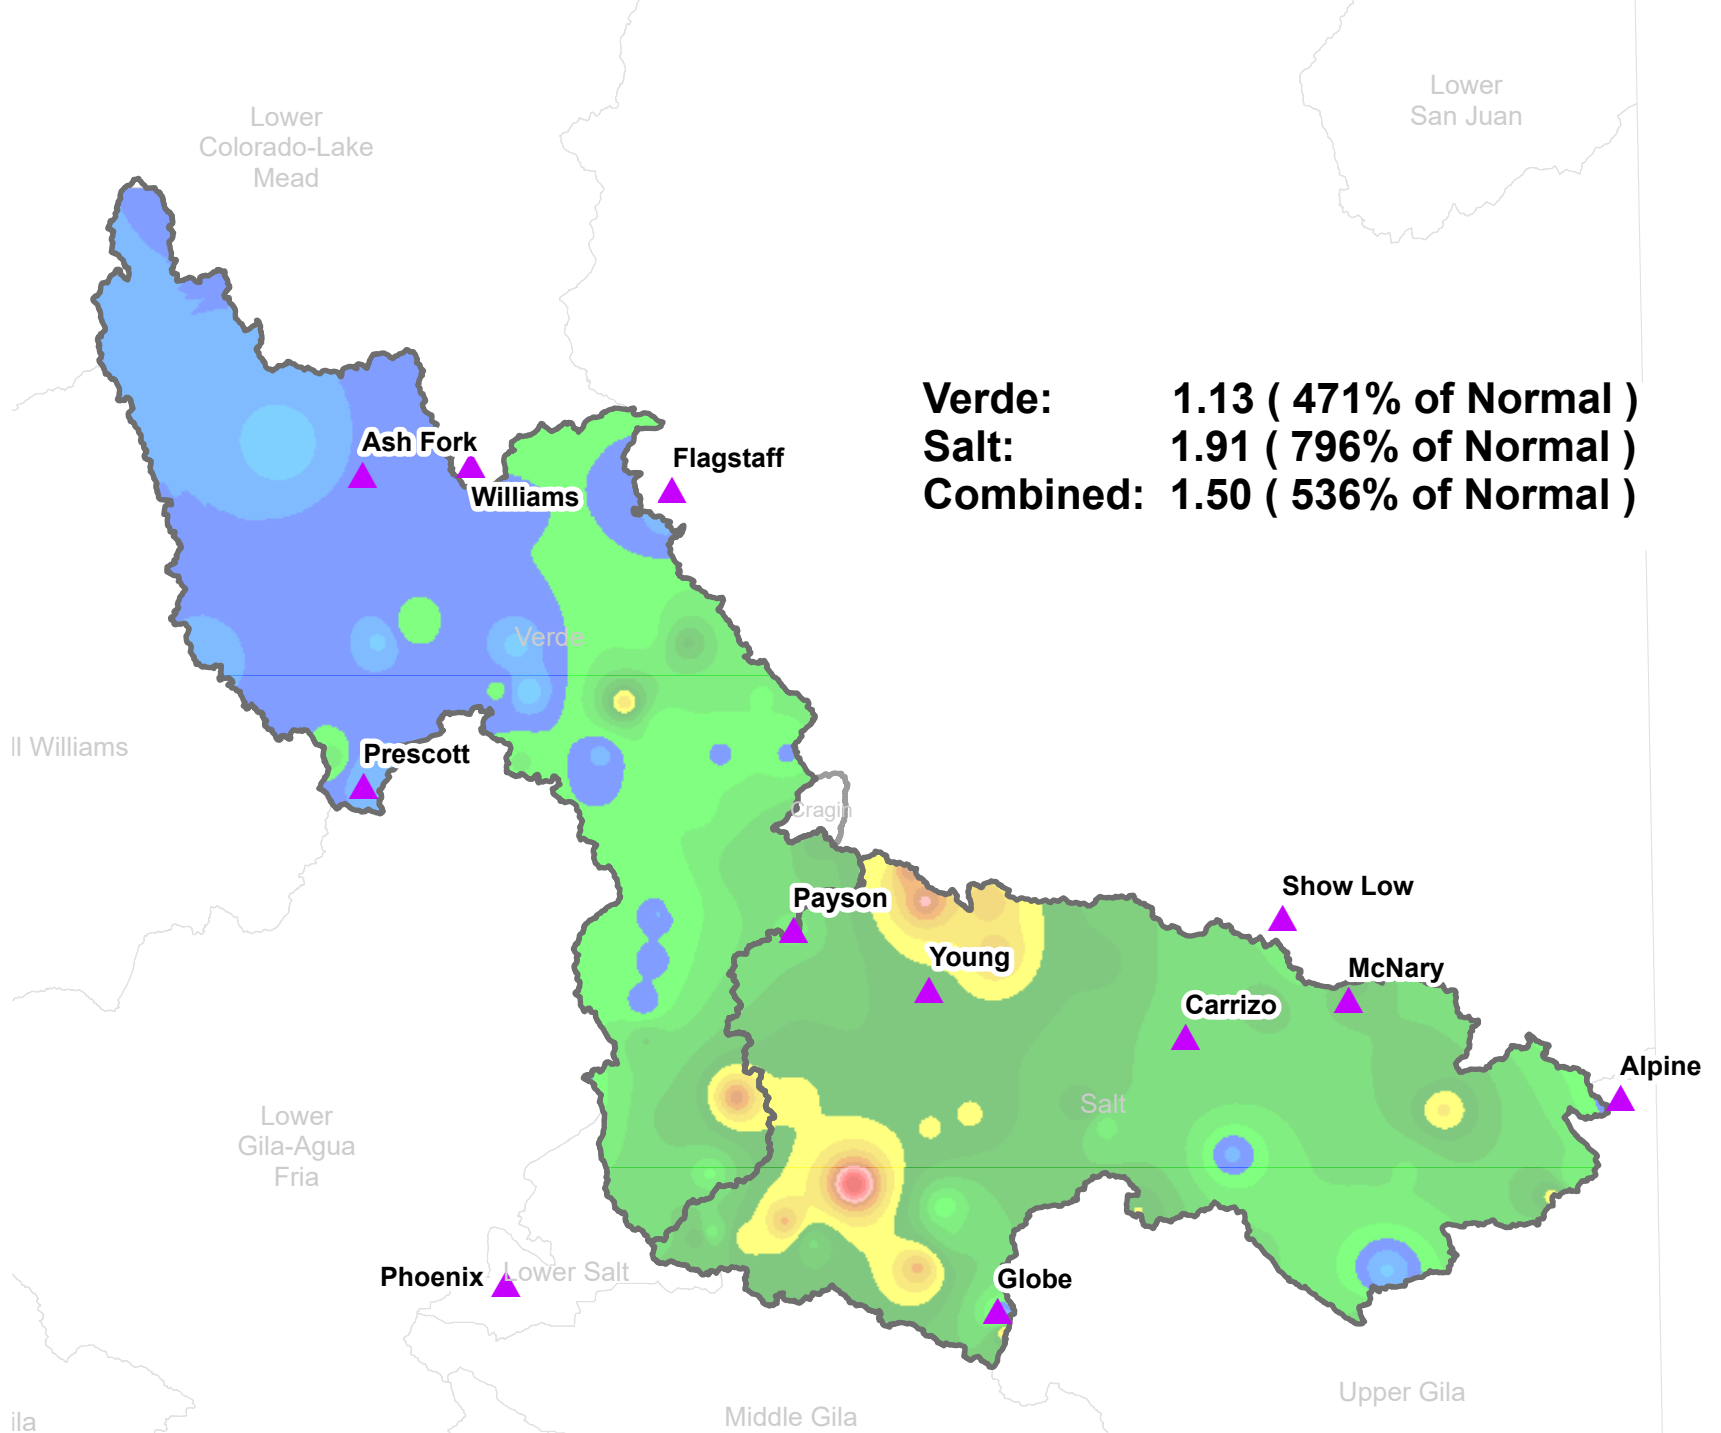 Lower
San Juan
Lower
Colorado-Lake
Mead
Verde: 1.13 ( 471% of Normal )
Salt: 1.91 ( 796% of Normal )
Combined: 1.50 ( 536% of Normal )
Ash Fork
Flagstaff
Williams
Verde
ll Williams
Prescott
Cragin
Payson
Show Low
Young
McNary
Carrizo
Alpine
Salt
Lower
Gila-Agua
Fria
Phoenix
Lower Salt
Globe
Upper Gila
Middle Gila
ila